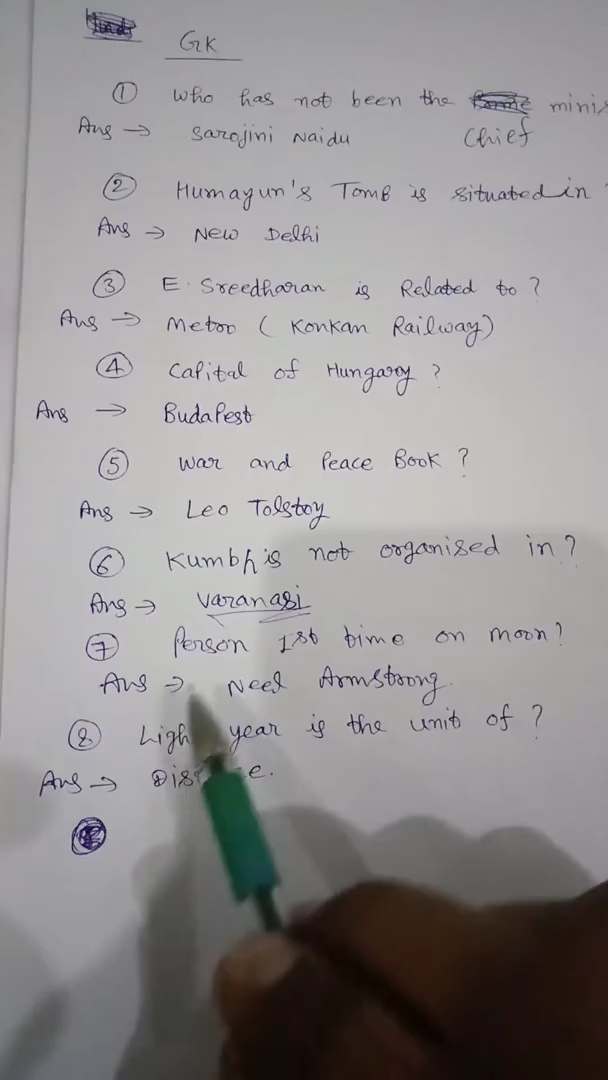 GK
① Who has not been the minis
Ans → Sarojini Naidu Chief
② Humayun's Tomb is situated in ?
Ans → New Delhi
③ E. Sreedharan is Related to ?
Ans → Metro ( Konkan Railway)
④ Capital of Hungary ?
Ans → Budapest
⑤ War and Peace Book ?
Ans → Leo Tolstoy
⑥ Kumbh is not organised in ?
Ans → Varanasi
⑦ Person 1st time on moon?
Ans → Neel Armstrong.
⑧ Ligh year is the unit of ?
Ans → Dis e.